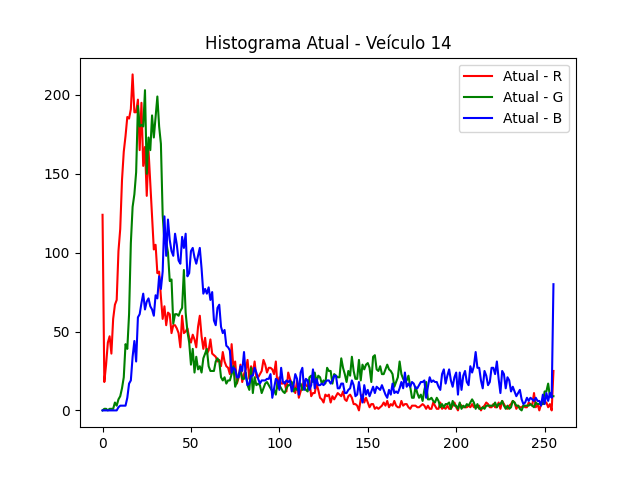 Histograma Atual - Veículo 14
Atual - R
Atual - G
Atual - B
200
150
100
50
0
0 50 100 150 200 250